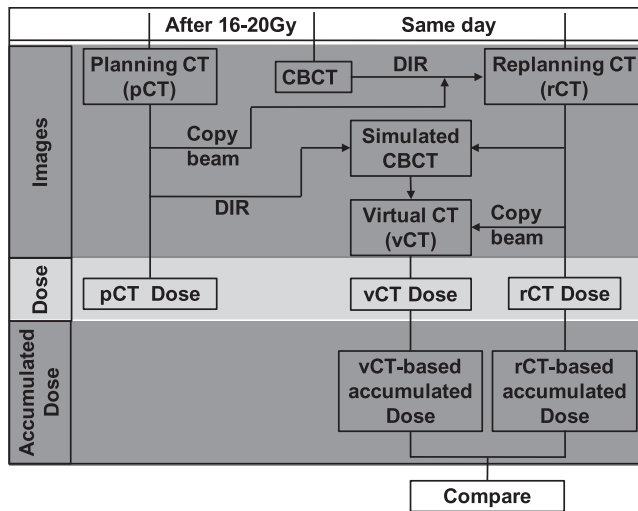 After 16-20Gy
Same day
Images
Planning CT
(pCT)
CBCT
DIR
Replanning CT
(rCT)
Copy
beam
Simulated
CBCT
DIR
Virtual CT
(vCT)
Copy
beam
Dose
pCT Dose
vCT Dose
rCT Dose
Accumulated
Dose
vCT-based
accumulated
Dose
rCT-based
accumulated
Dose
Compare